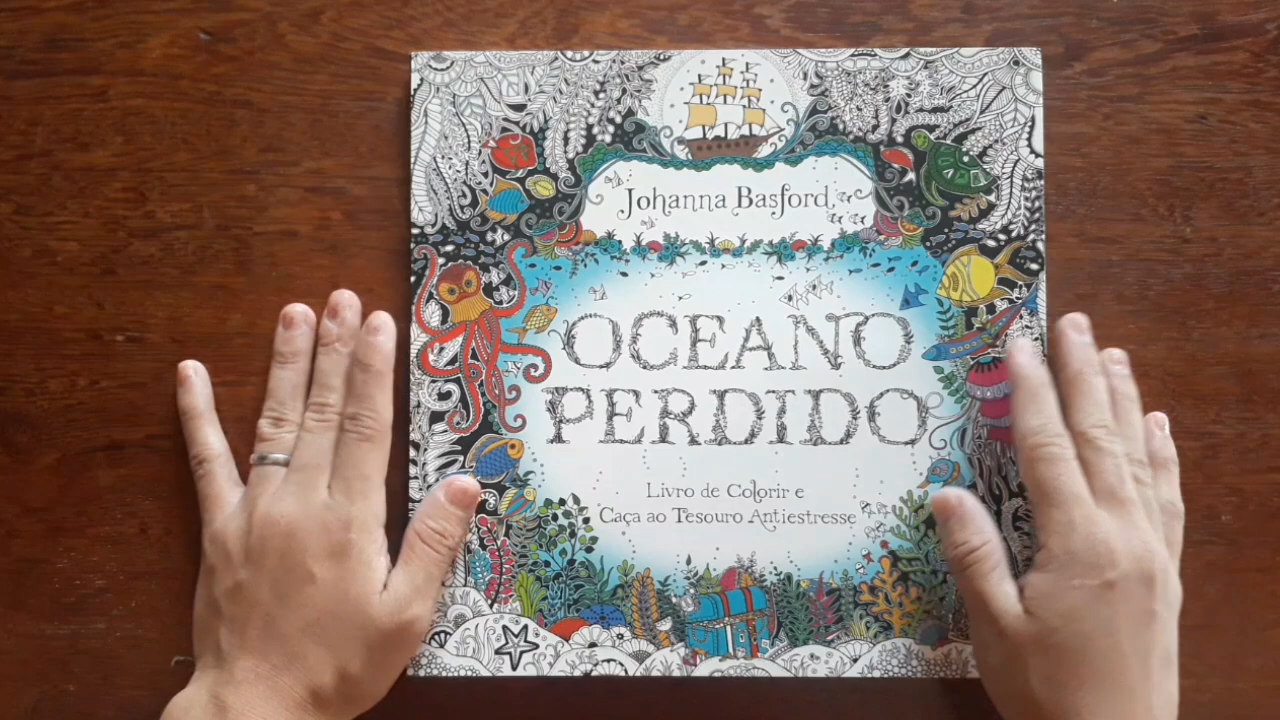 Johanna Basford
OCEANO
PERDIDO
Livro de Colorir e
Caça ao Tesouro Antiestresse